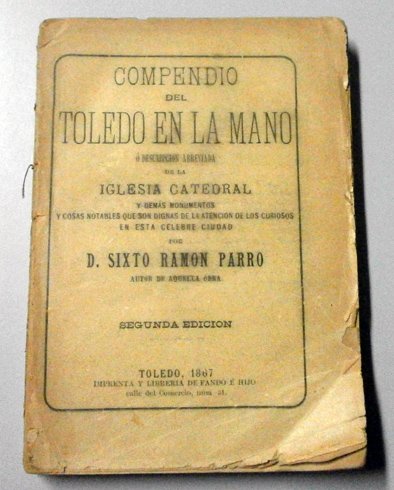 COMPENDIO
DEL
TOLEDO EN LA MANO
Ó DESCRIPCION ABREVIADA
DE LA
IGLESIA CATEDRAL
Y DEMÁS MONUMENTOS
Y COSAS NOTABLES QUE SON DIGNAS DE LA ATENCION DE LOS CURIOSOS
EN ESTA CÉLEBRE CIUDAD
POR
D. SIXTO RAMON PARRO
AUTOR DE AQUELLA OBRA.
SEGUNDA EDICION
TOLEDO, 1867
IMPRENTA Y LIBRERIA DE FANDO É HIJO
calle del Comercio, núm 31.